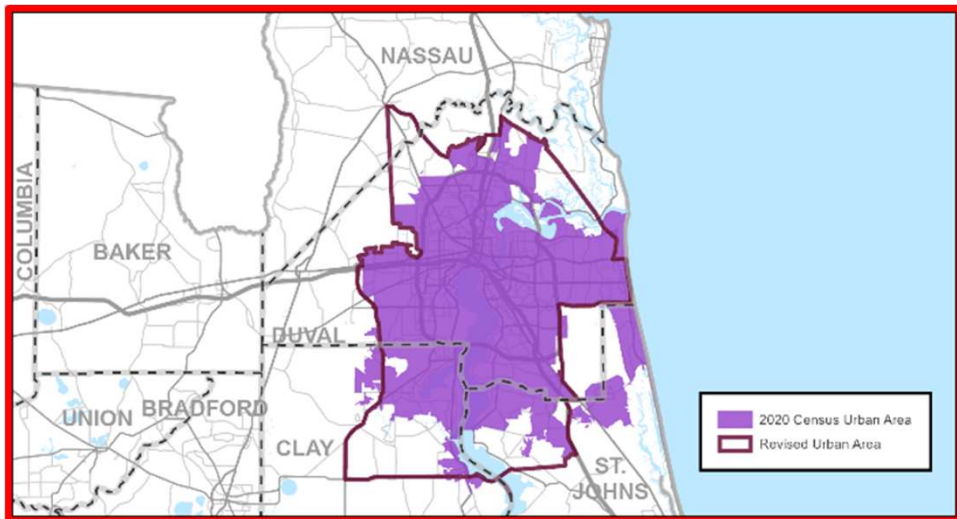 NASSAU
COLUMBIA
BAKER
DUVAL
UNION
BRADFORD
CLAY
ST.
JOHNS
2020 Census Urban Area
Revised Urban Area